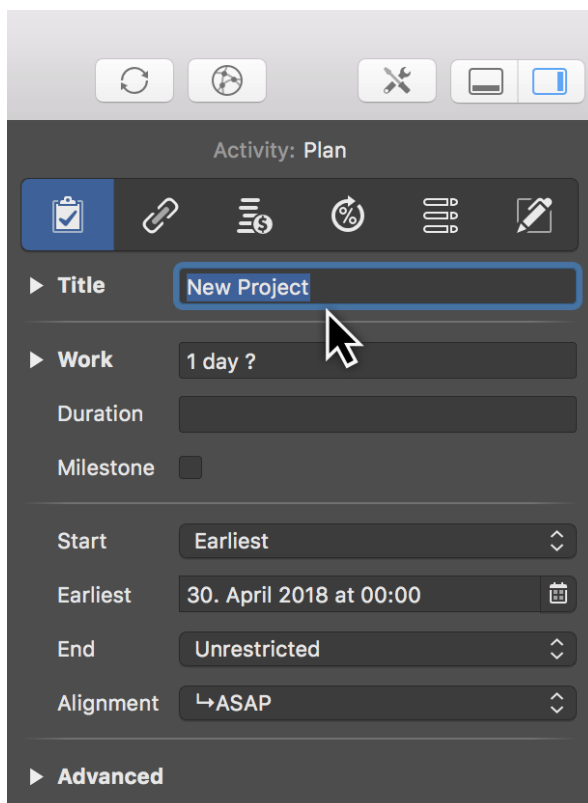 Activity: Plan
Title New Project
Work 1 day ?
Duration
Milestone
Start Earliest
Earliest 30. April 2018 at 00:00
End Unrestricted
Alignment ↳ASAP
Advanced